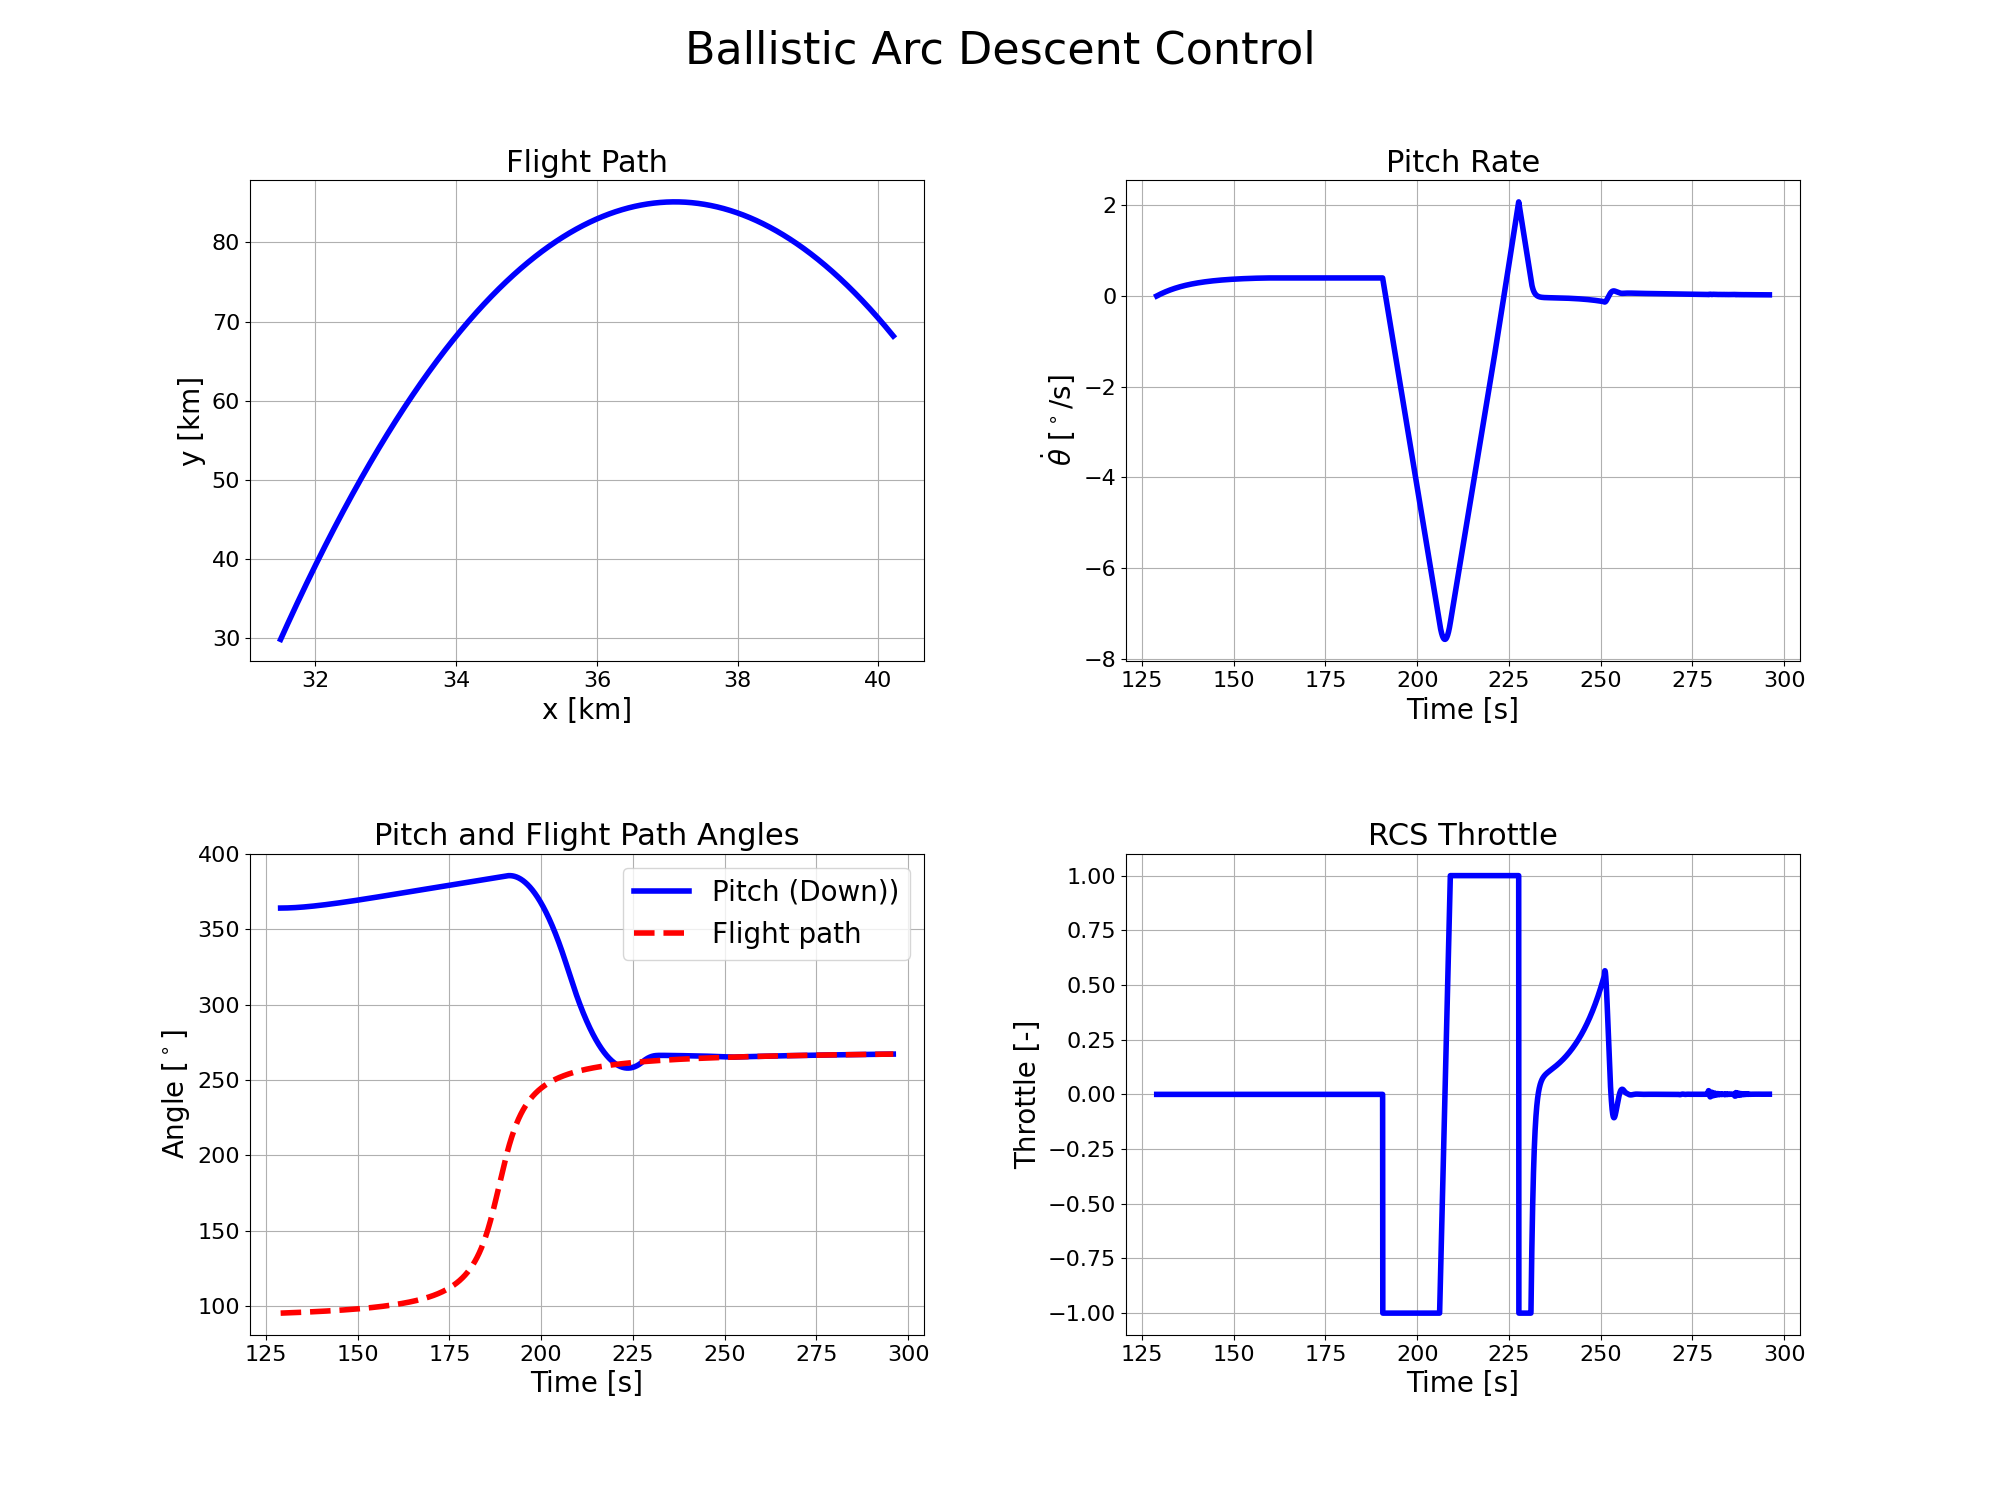 Ballistic Arc Descent Control
Flight Path
80
70
60
50
40
30
y [km]
32 34 36 38 40
x [km]
Pitch Rate
2
0
−2
−4
−6
−8
θ̇ [°/s]
125 150 175 200 225 250 275 300
Time [s]
Pitch and Flight Path Angles
400
350
300
250
200
150
100
Angle [°]
Pitch (Down))
Flight path
125 150 175 200 225 250 275 300
Time [s]
RCS Throttle
1.00
0.75
0.50
0.25
0.00
−0.25
−0.50
−0.75
−1.00
Throttle [-]
125 150 175 200 225 250 275 300
Time [s]